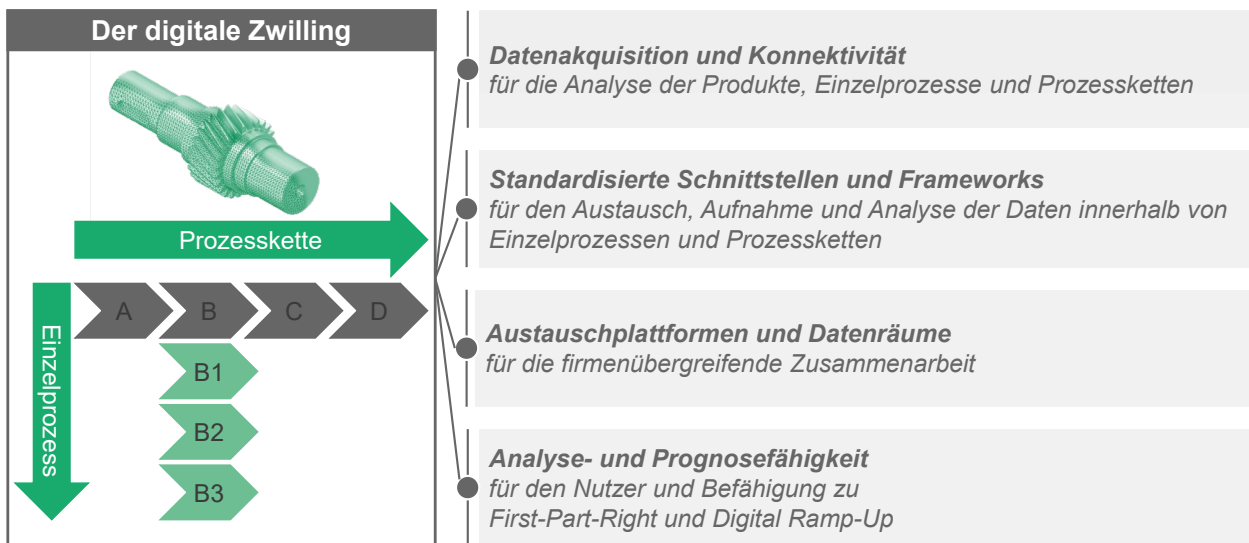 Der digitale Zwilling
Prozesskette
Einzelprozess
A
B
C
D
B1
B2
B3
Datenakquisition und Konnektivität
für die Analyse der Produkte, Einzelprozesse und Prozessketten
Standardisierte Schnittstellen und Frameworks
für den Austausch, Aufnahme und Analyse der Daten innerhalb von
Einzelprozessen und Prozessketten
Austauschplattformen und Datenräume
für die firmenübergreifende Zusammenarbeit
Analyse- und Prognosefähigkeit
für den Nutzer und Befähigung zu
First-Part-Right und Digital Ramp-Up